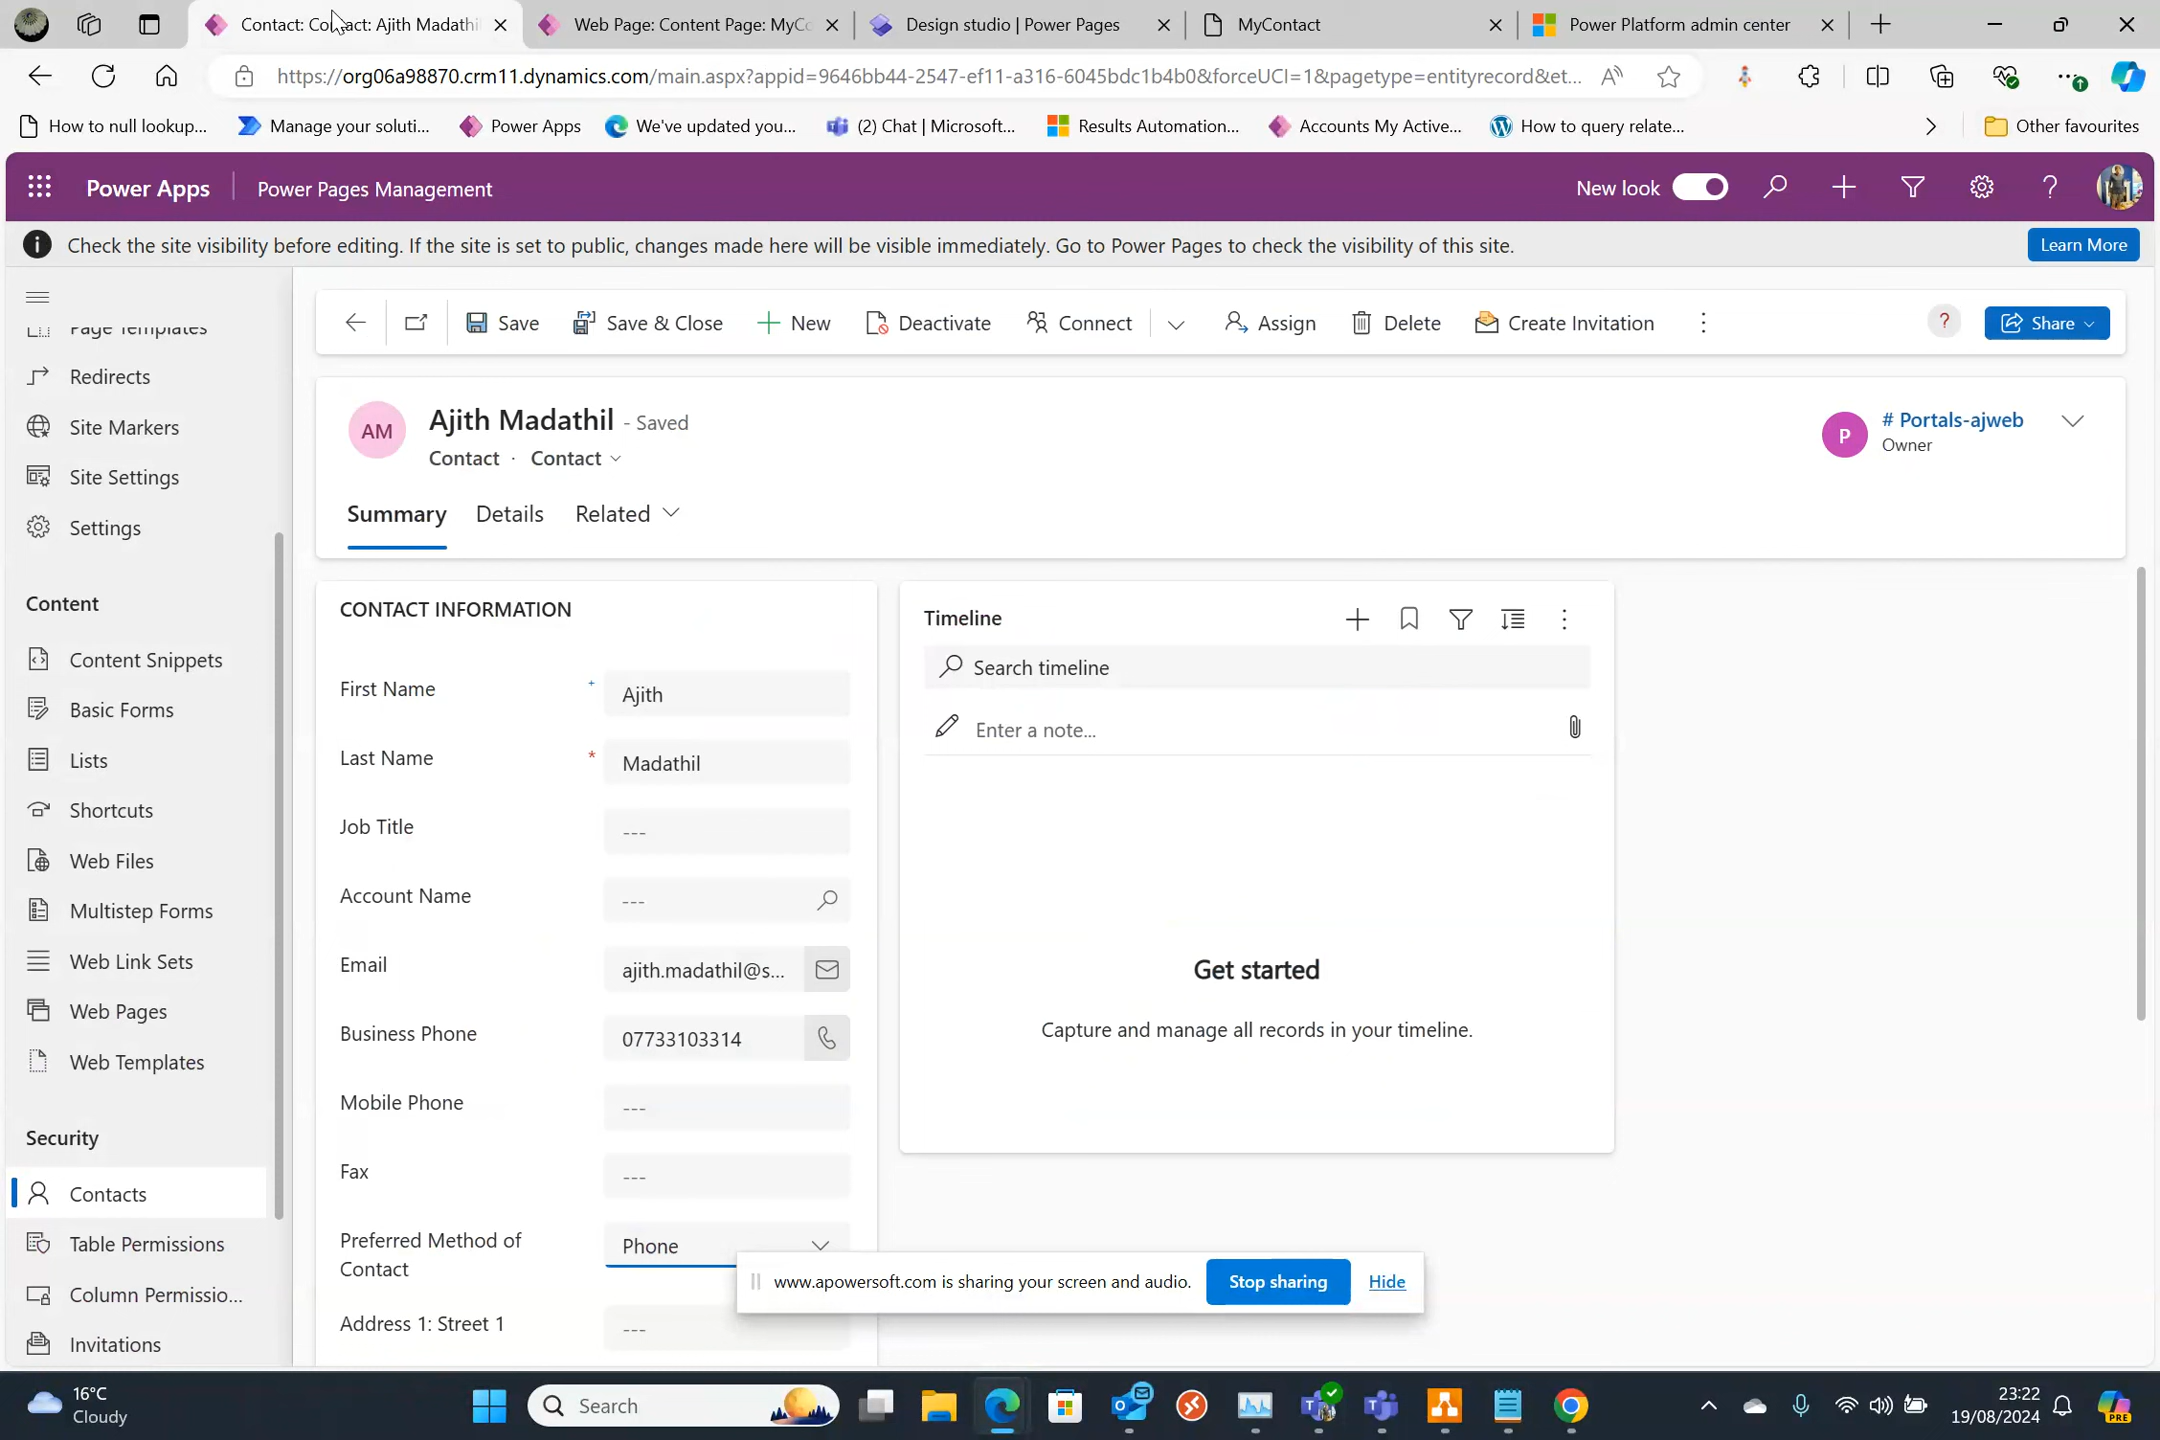 Contact: Contact: Ajith Madathil
Web Page: Content Page: MyCo
Design studio | Power Pages
MyContact
Power Platform admin center
https://org06a98870.crm11.dynamics.com/main.aspx?appid=9646bb44-2547-ef11-a316-6045bdc1b4b0&forceUCI=1&pagetype=entityrecord&et...
How to null lookup...
Manage your soluti...
Power Apps
We've updated you...
(2) Chat | Microsoft...
Results Automation...
Accounts My Active...
How to query relate...
Other favourites
Power Apps
Power Pages Management
New look
Check the site visibility before editing. If the site is set to public, changes made here will be visible immediately. Go to Power Pages to check the visibility of this site.
Learn More
Page Templates
Redirects
Site Markers
Site Settings
Settings
Content
Content Snippets
Basic Forms
Lists
Shortcuts
Web Files
Multistep Forms
Web Link Sets
Web Pages
Web Templates
Security
Contacts
Table Permissions
Column Permissio...
Invitations
Save
Save & Close
New
Deactivate
Connect
Assign
Delete
Create Invitation
Share
AM
Ajith Madathil - Saved
Contact · Contact
P
# Portals-ajweb
Owner
Summary
Details
Related
CONTACT INFORMATION
First Name
+
Ajith
Last Name
*
Madathil
Job Title
---
Account Name
---
Email
ajith.madathil@s...
Business Phone
07733103314
Mobile Phone
---
Fax
---
Preferred Method of
Contact
Phone
Address 1: Street 1
---
Timeline
Search timeline
Enter a note...
Get started
Capture and manage all records in your timeline.
www.apowersoft.com is sharing your screen and audio.
Stop sharing
Hide
16°C
Cloudy
Search
PRE
23:22
19/08/2024